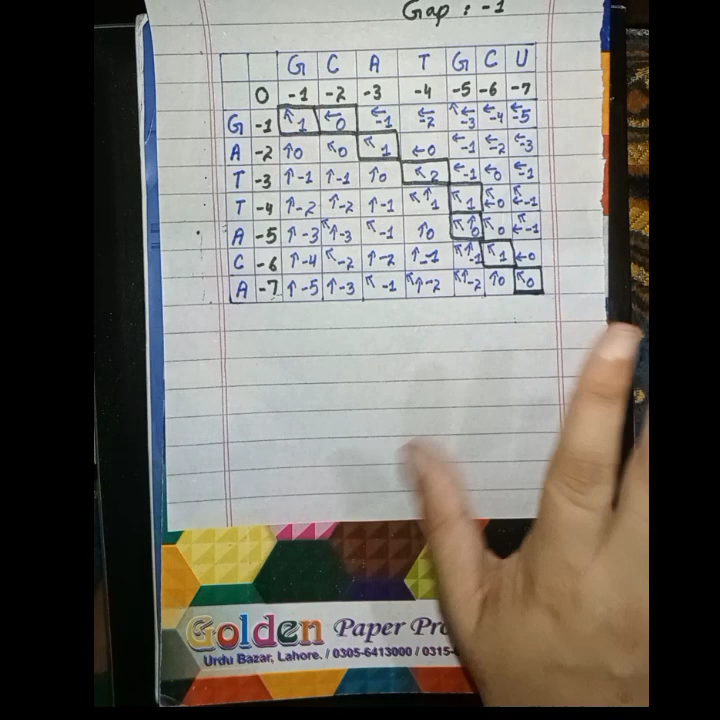 Gap : -1
G C A T G C U
0 -1 -2 -3 -4 -5 -6 -7
G -1 ↖1 ←0 ←-1 ←-2 ↖←-3 ←-4 ←-5
A -2 ↑0 ↖0 ↖1 ←0 ←-1 ←-2 ←-3
T -3 ↑-1 ↑-1 ↑0 ↖2 ←-1 ←0 ←-1
T -4 ↑-2 ↑-2 ↑-1 ↖↑1 ↖1 ↖←0 ↖←-1
A -5 ↑-3 ↖↑-3 ↖-1 ↑0 ↖↑0 ↖0 ↖←-1
C -6 ↑-4 ↖-2 ↑-2 ↑-1 ↖↑-1 ↖1 ←0
A -7 ↑-5 ↑-3 ↖-1 ↖↑-2 ↖↑-2 ↑0 ↖0
Golden Paper Pro
Urdu Bazar, Lahore. / 0305-6413000 / 0315-